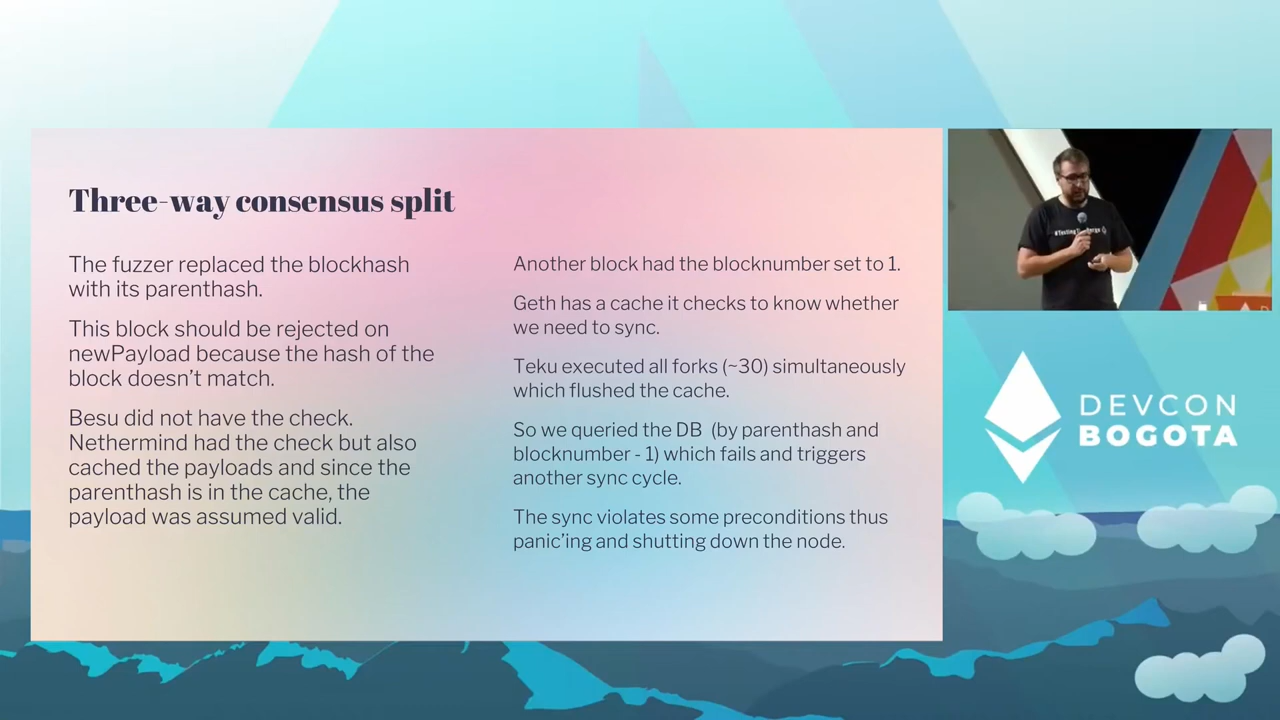 Three-way consensus split
The fuzzer replaced the blockhash
with its parenthash.
This block should be rejected on
newPayload because the hash of the
block doesn't match.
Besu did not have the check.
Nethermind had the check but also
cached the payloads and since the
parenthash is in the cache, the
payload was assumed valid.
Another block had the blocknumber set to 1.
Geth has a cache it checks to know whether
we need to sync.
Teku executed all forks (~30) simultaneously
which flushed the cache.
So we queried the DB  (by parenthash and
blocknumber - 1) which fails and triggers
another sync cycle.
The sync violates some preconditions thus
panic'ing and shutting down the node.
DEVCON
BOGOTA